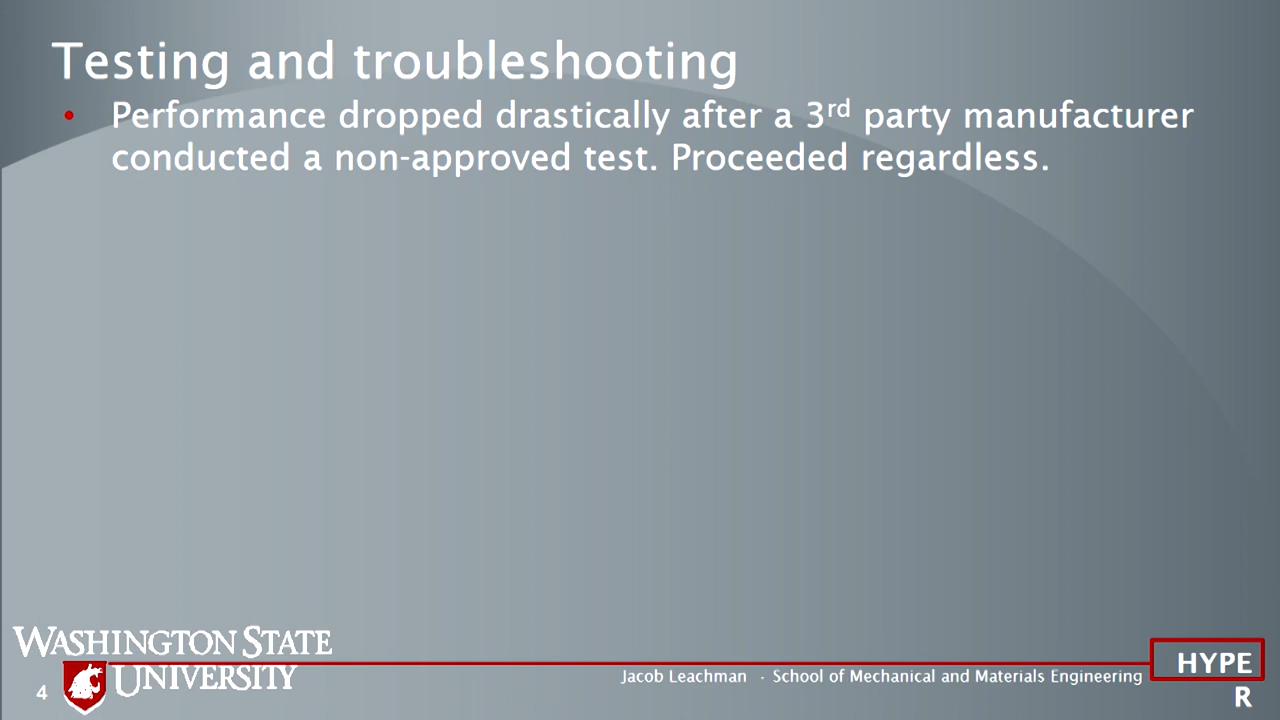 Testing and troubleshooting
• Performance dropped drastically after a 3rd party manufacturer
conducted a non-approved test. Proceeded regardless.
WASHINGTON STATE
UNIVERSITY
4
Jacob Leachman - School of Mechanical and Materials Engineering
HYPE
R